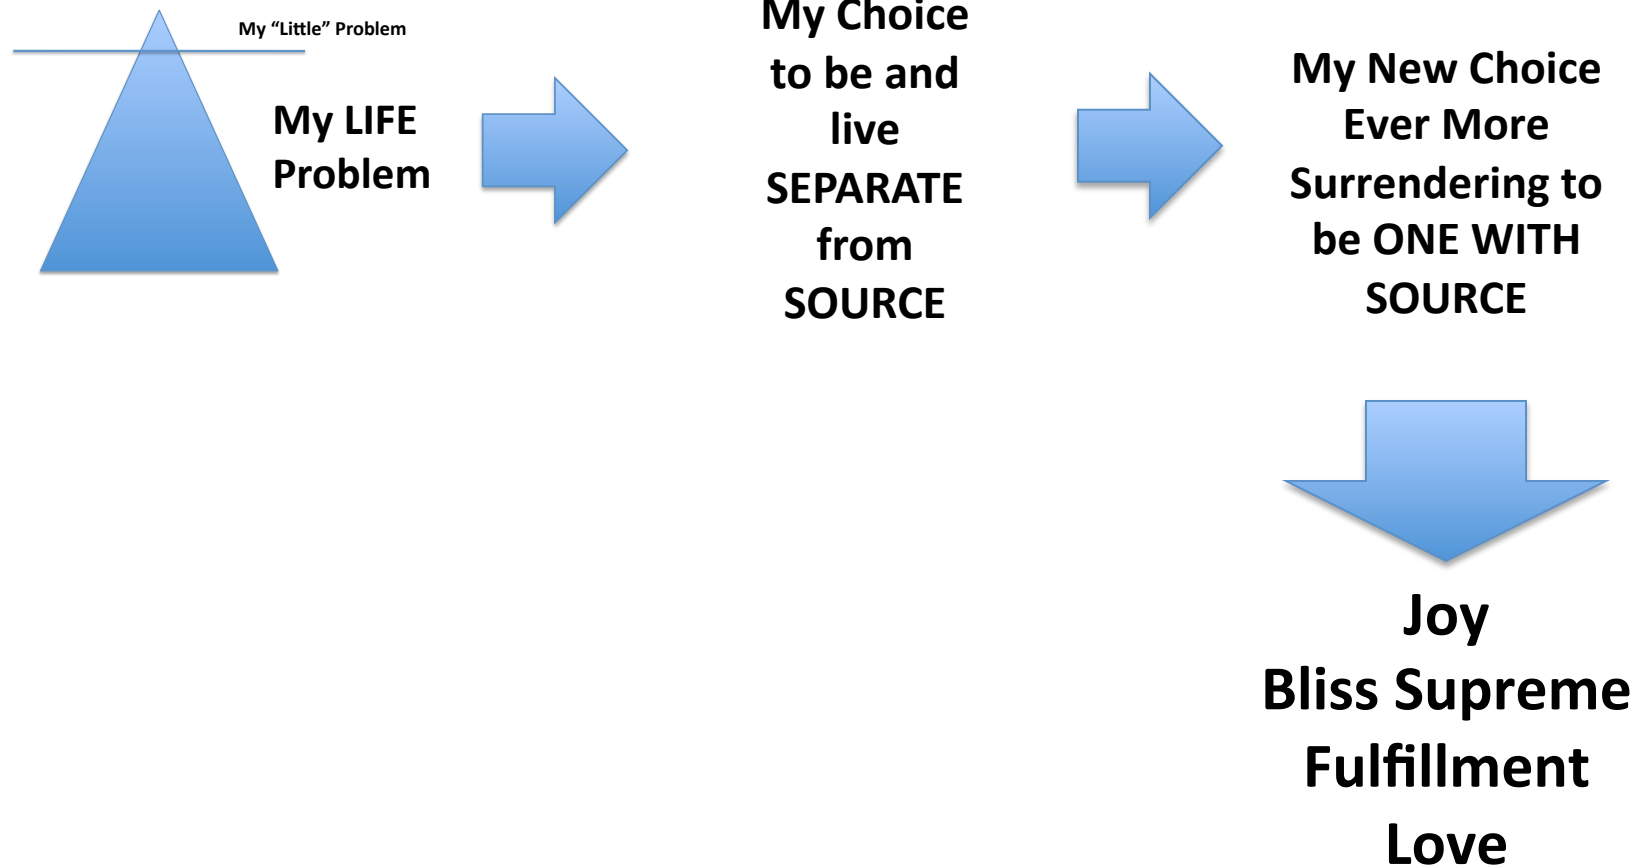 My “Little” Problem
My LIFE
Problem
My Choice
to be and
live
SEPARATE
from
SOURCE
My New Choice
Ever More
Surrendering to
be ONE WITH
SOURCE
Joy
Bliss Supreme
Fulfillment
Love